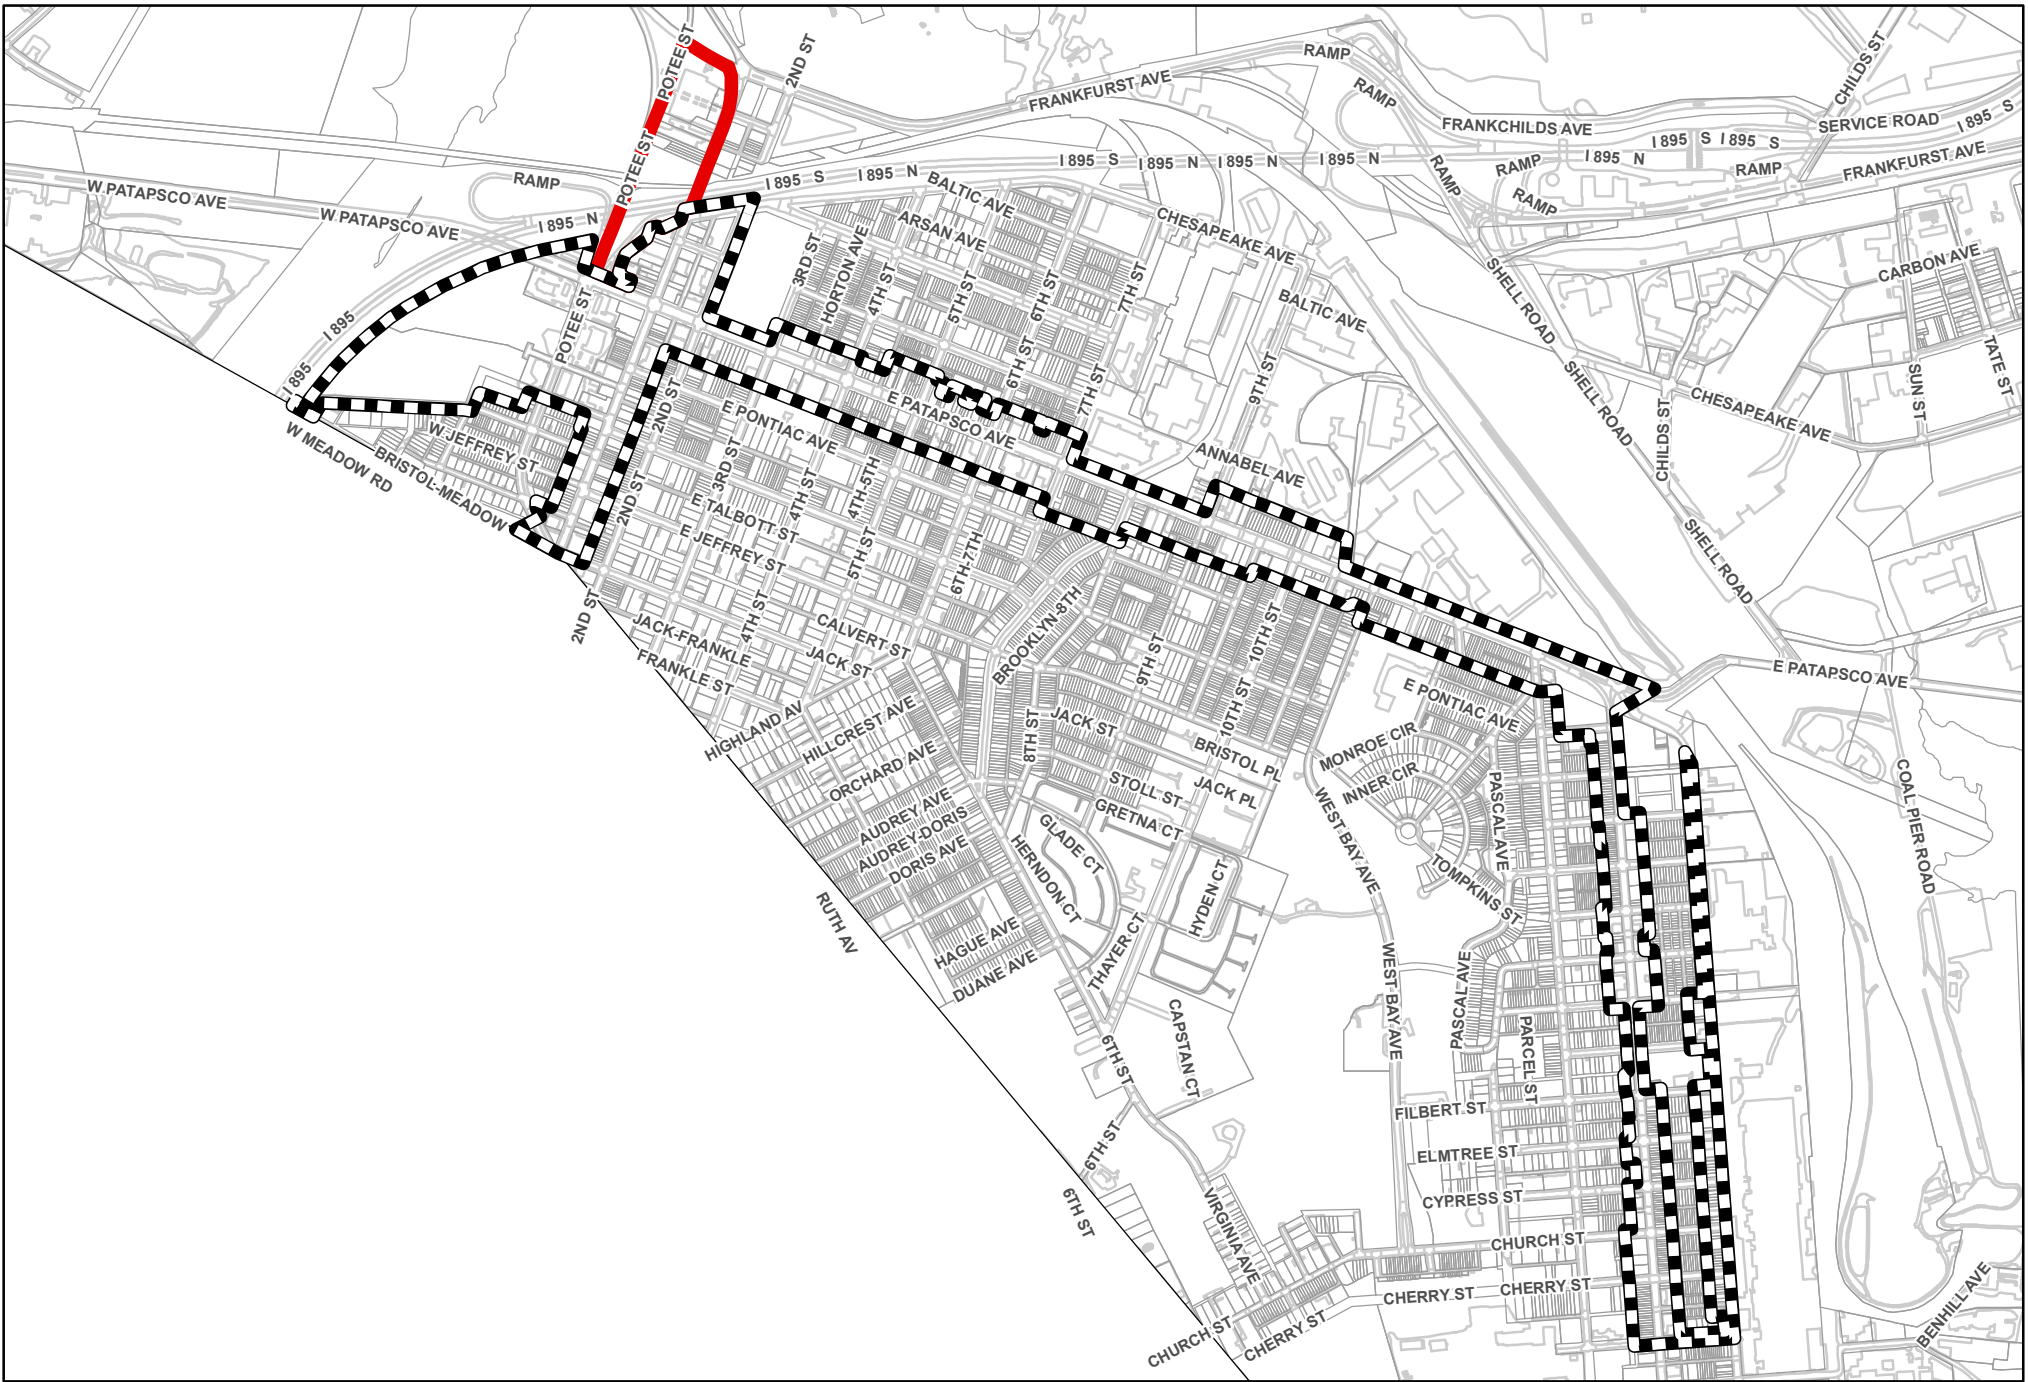 POTEE ST
2ND ST
RAMP
CHILDS ST
FRANKFURST AVE
RAMP
FRANKCHILDS AVE
SERVICE ROAD
I 895 S
POTEE ST
I 895 S
I 895 S
I 895 N
I 895 N
I 895 N
I 895 S
I 895 N
RAMP
RAMP
RAMP
FRANKFURST AVE
W PATAPSCO AVE
RAMP
POTEE ST
I 895 S
I 895 N
BALTIC AVE
RAMP
W PATAPSCO AVE
I 895 N
ARSAN AVE
CHESAPEAKE AVE
3RD ST
HORTON AVE
4TH ST
5TH ST
6TH ST
7TH ST
SHELL ROAD
CARBON AVE
I 895
POTEE ST
BALTIC AVE
TATE ST
SUN ST
I 895
2ND ST
6TH ST
7TH ST
9TH ST
SHELL ROAD
CHESAPEAKE AVE
CHILDS ST
E PONTIAC AVE
E PATAPSCO AVE
W JEFFREY ST
W MEADOW RD
BRISTOL-MEADOW
ANNABEL AVE
2ND ST
3RD ST
4TH ST
4TH-5TH
E TALBOTT ST
E JEFFREY ST
5TH ST
6TH-7TH
SHELL ROAD
2ND ST
4TH ST
JACK-FRANKLE
CALVERT ST
BROOKLYN-8TH
10TH ST
FRANKLE ST
JACK ST
9TH ST
E PATAPSCO AVE
HIGHLAND AV
HILLCREST AVE
8TH ST
JACK ST
10TH ST
E PONTIAC AVE
BRISTOL PL
MONROE CIR
ORCHARD AVE
STOLL ST
JACK PL
INNER CIR
PASCAL AVE
COAL PIER ROAD
AUDREY AVE
AUDREY-DORIS
DORIS AVE
GRETNA CT
GLADE CT
WEST BAY AVE
HERNDON CT
TOMPKINS ST
RUTH AV
HYDEN CT
HAGUE AVE
DUANE AVE
THAYER CT
WEST BAY AVE
PASCAL AVE
CAPSTAN CT
6TH ST
PARCEL ST
FILBERT ST
6TH ST
ELMTREE ST
CYPRESS ST
6TH ST
VIRGINIA AVE
CHURCH ST
CHERRY ST
CHERRY ST
BENHILL AVE
CHURCH ST
CHERRY ST